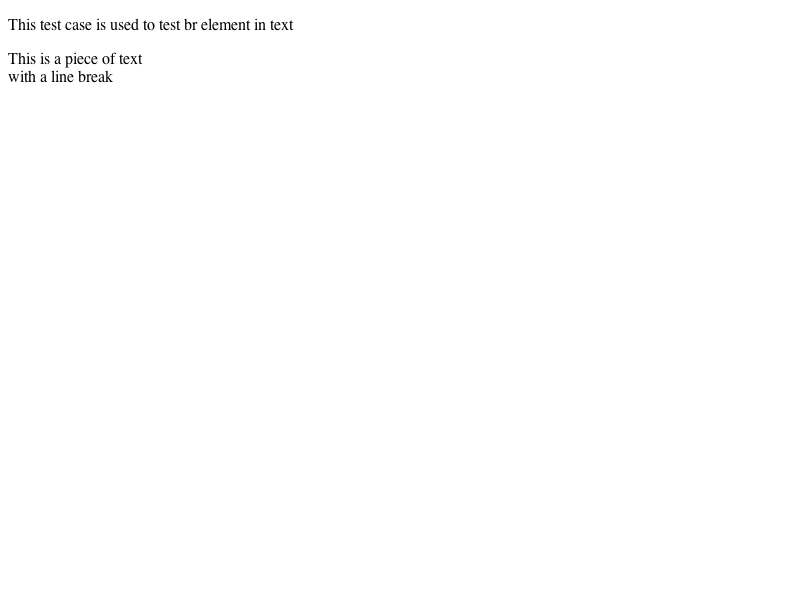 This test case is used to test br element in text
This is a piece of text
with a line break